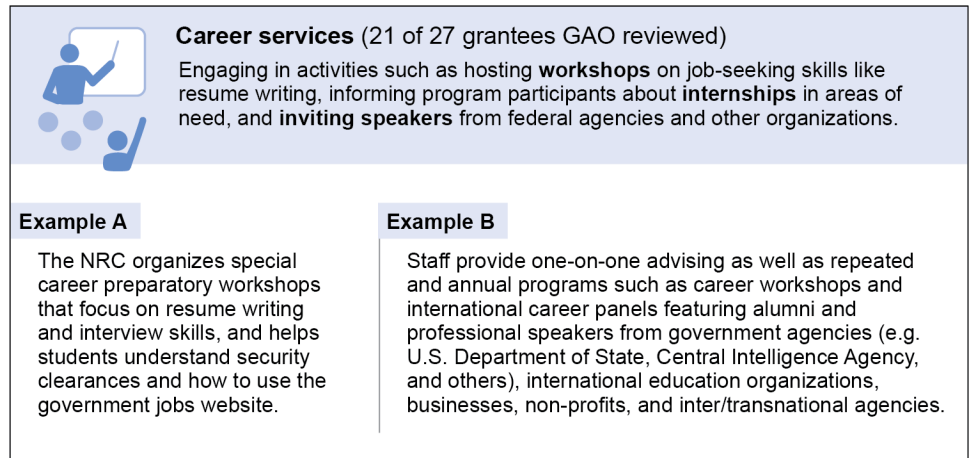 Career services (21 of 27 grantees GAO reviewed)
Engaging in activities such as hosting workshops on job-seeking skills like
resume writing, informing program participants about internships in areas of
need, and inviting speakers from federal agencies and other organizations.
Example A
The NRC organizes special
career preparatory workshops
that focus on resume writing
and interview skills, and helps
students understand security
clearances and how to use the
government jobs website.
Example B
Staff provide one-on-one advising as well as repeated
and annual programs such as career workshops and
international career panels featuring alumni and
professional speakers from government agencies (e.g.
U.S. Department of State, Central Intelligence Agency,
and others), international education organizations,
businesses, non-profits, and inter/transnational agencies.